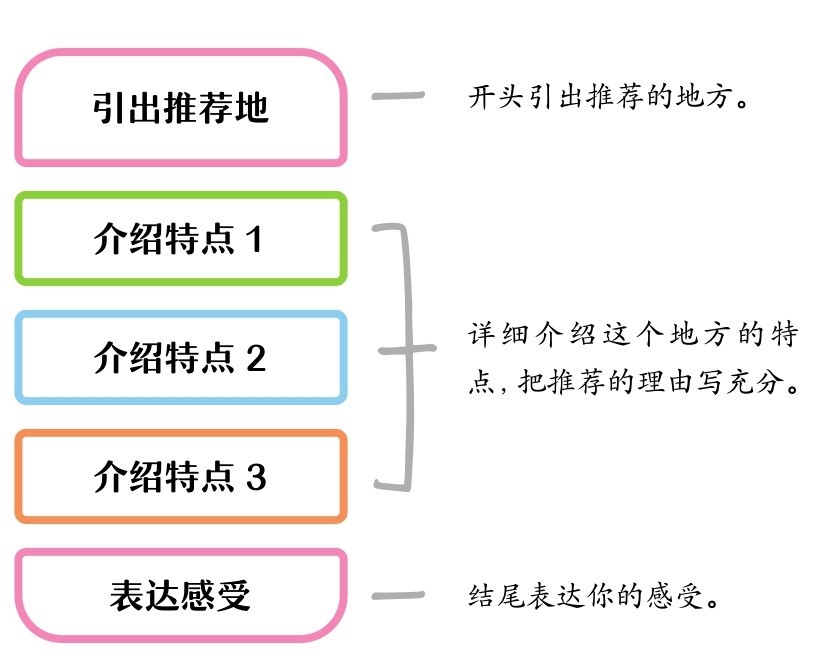 引出推荐地
开头引出推荐的地方。
介绍特点 1
介绍特点 2
介绍特点 3
详细介绍这个地方的特
点，把推荐的理由写充分。
表达感受
结尾表达你的感受。